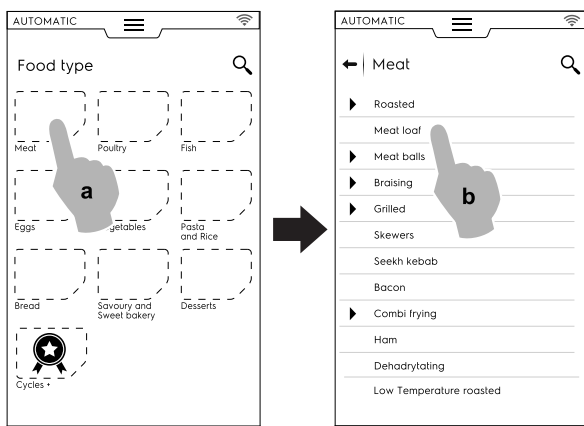 AUTOMATIC
Food type
Meat
Poultry
Fish
a
Eggs
getables
Pasta
and Rice
Bread
Savoury and
Sweet bakery
Desserts
Cycles +
AUTOMATIC
Meat
Roasted
Meat loaf
Meat balls
Braising
b
Grilled
Skewers
Seekh kebab
Bacon
Combi frying
Ham
Dehadrytating
Low Temperature roasted